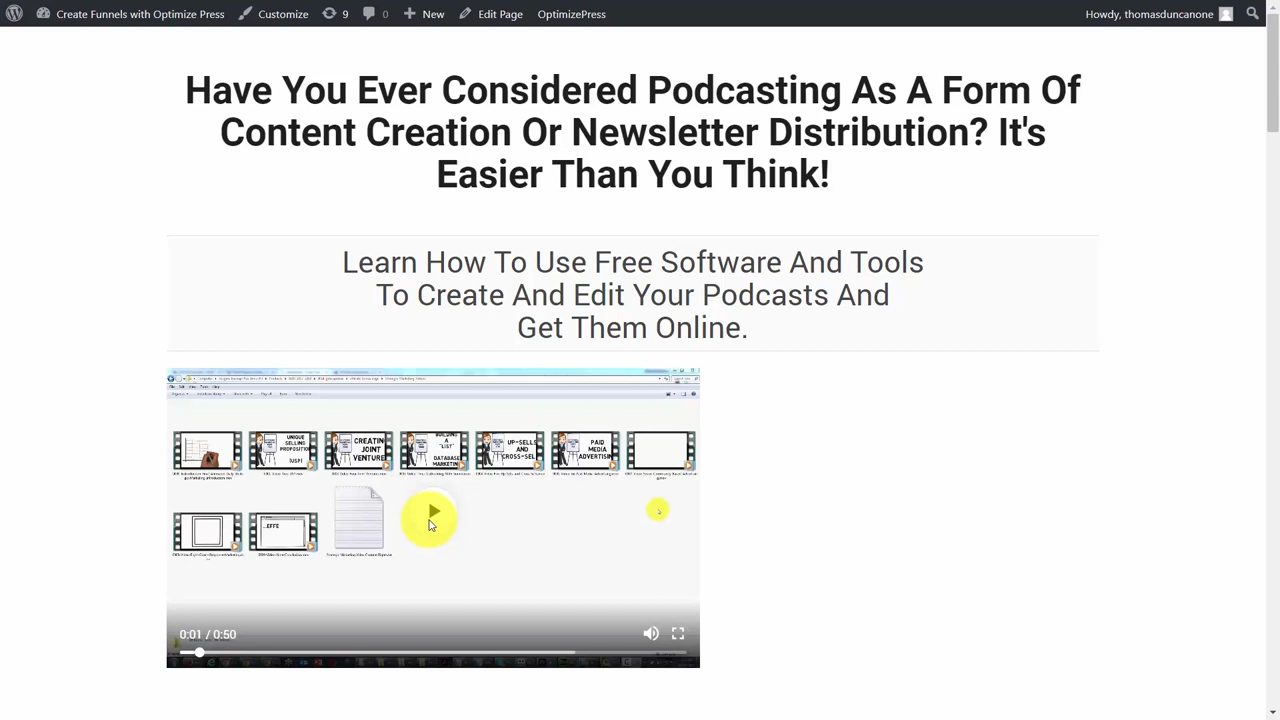 Create Funnels with Optimize Press Customize 9 0 New Edit Page OptimizePress Howdy, thomasduncanone
Have You Ever Considered Podcasting As A Form Of
Content Creation Or Newsletter Distribution? It's
Easier Than You Think!
Learn How To Use Free Software And Tools
To Create And Edit Your Podcasts And
Get Them Online.
UNIQUE
SELLING
PROPOSITION
(USP)
CREATING
JOINT
VENTURE
BUILDING
A
"LIST"
DATABASE
MARKETING
UP-SELLS
AND
CROSS-SEL
PAID
MEDIA
ADVERTISING
...EFFE
0:01 / 0:50